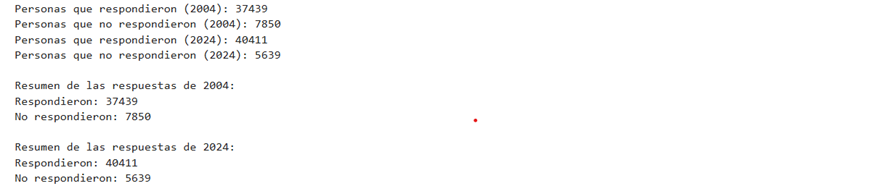 Personas que respondieron (2004): 37439
Personas que no respondieron (2004): 7850
Personas que respondieron (2024): 40411
Personas que no respondieron (2024): 5639
Resumen de las respuestas de 2004:
Respondieron: 37439
No respondieron: 7850
Resumen de las respuestas de 2024:
Respondieron: 40411
No respondieron: 5639